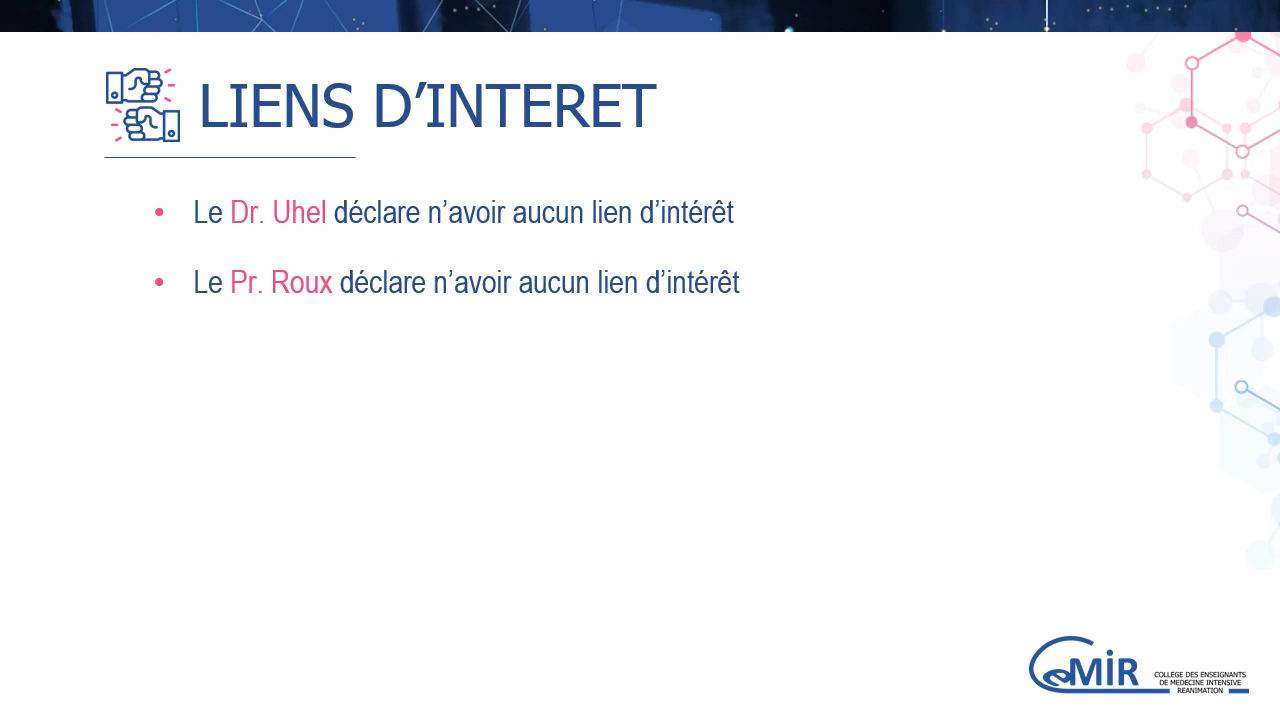 LIENS D’INTERET
• Le Dr. Uhel déclare n’avoir aucun lien d’intérêt
• Le Pr. Roux déclare n’avoir aucun lien d’intérêt
CeMIR
COLLEGE DES ENSEIGNANTS
DE MEDECINE INTENSIVE
REANIMATION